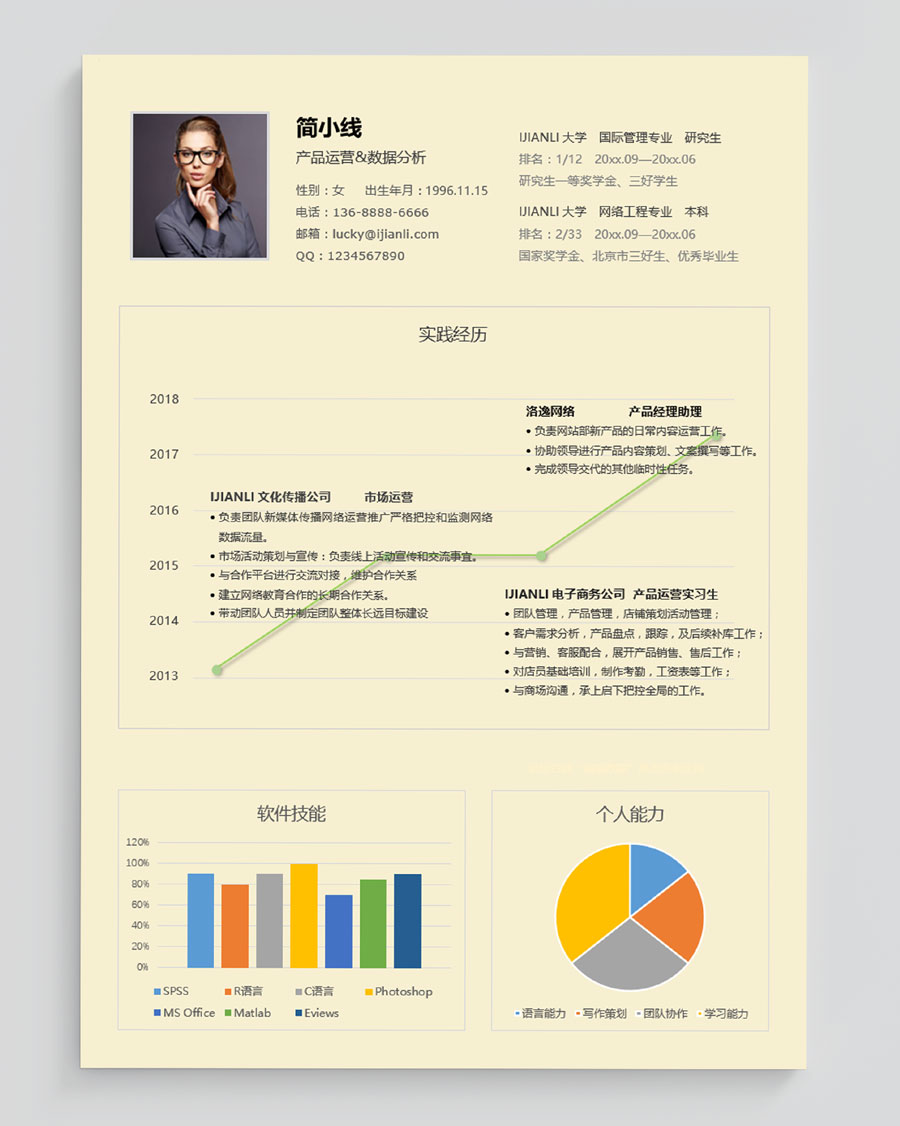 简小线
产品运营&数据分析
性别：女 出生年月：1996.11.15
电话：136-8888-6666
邮箱：lucky@ijianli.com
QQ：1234567890
IJIANLI 大学 国际管理专业 研究生
排名：1/12 20xx.09—20xx.06
研究生一等奖学金、三好学生
IJIANLI 大学 网络工程专业 本科
排名：2/33 20xx.09—20xx.06
国家奖学金、北京市三好生、优秀毕业生
实践经历
2018
2017
2016
2015
2014
2013
洛逸网络 产品经理助理
• 负责网站部新产品的日常内容运营工作。
• 协助领导进行产品内容策划、文案撰写等工作。
• 完成领导交代的其他临时性任务。
IJIANLI 文化传播公司 市场运营
• 负责团队新媒体传播网络运营推广严格把控和监测网络
数据流量。
• 市场活动策划与宣传：负责线上活动宣传和交流事宜。
• 与合作平台进行交流对接，维护合作关系
• 建立网络教育合作的长期合作关系。
• 带动团队人员并制定团队整体长远目标建设
IJIANLI 电子商务公司 产品运营实习生
• 团队管理，产品管理，店铺策划活动管理；
• 客户需求分析，产品盘点，跟踪，及后续补库工作；
• 与营销、客服配合，展开产品销售、售后工作；
• 对店员基础培训，制作考勤，工资表等工作；
• 与商场沟通，承上启下把控全局的工作。
软件技能
120%
100%
80%
60%
40%
20%
0%
SPSS R语言 C语言 Photoshop
MS Office Matlab Eviews
个人能力
语言能力 写作策划 团队协作 学习能力